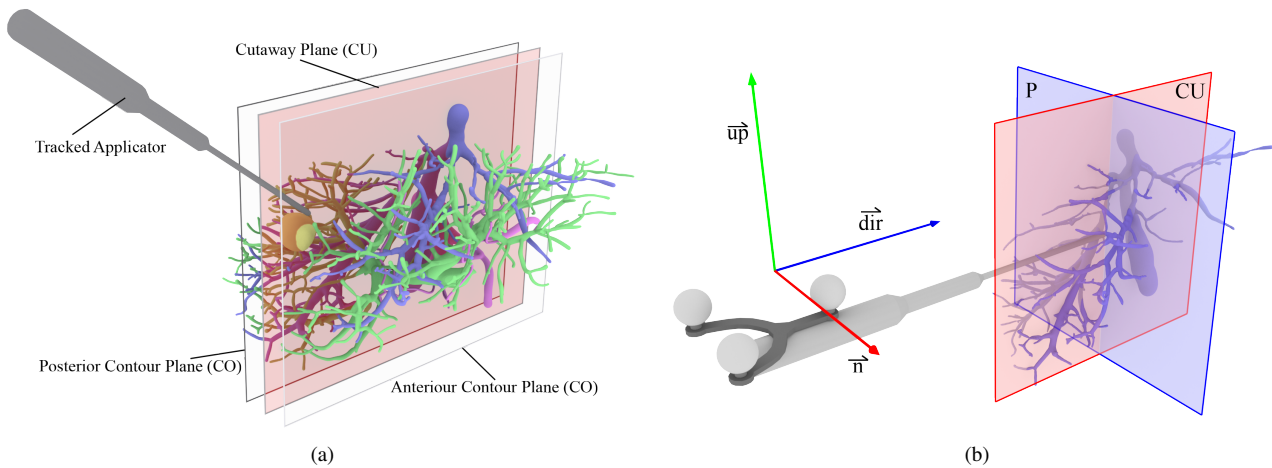 Cutaway Plane (CU)
Tracked Applicator
Posterior Contour Plane (CO)
Anteriour Contour Plane (CO)
(a)
P
CU
up
dir
n
(b)